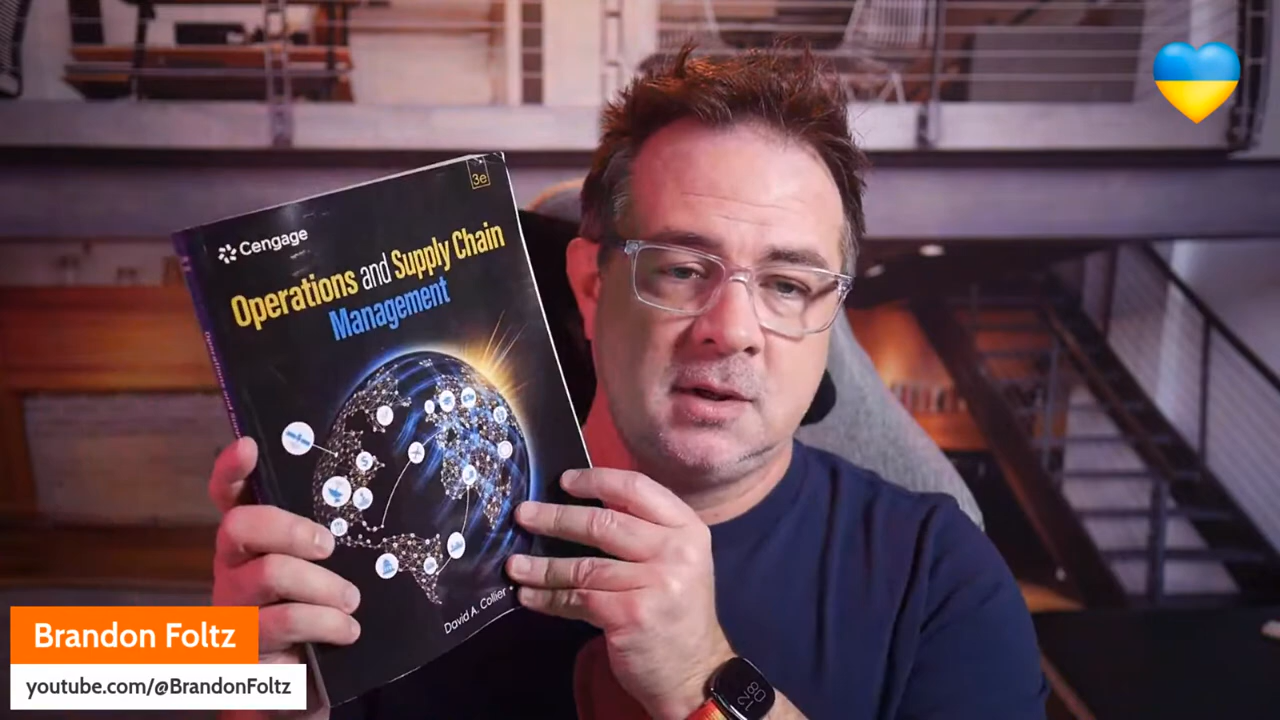 3e
Cengage
Operations and Supply Chain
Management
David A. Collier
Brandon Foltz
youtube.com/@BrandonFoltz